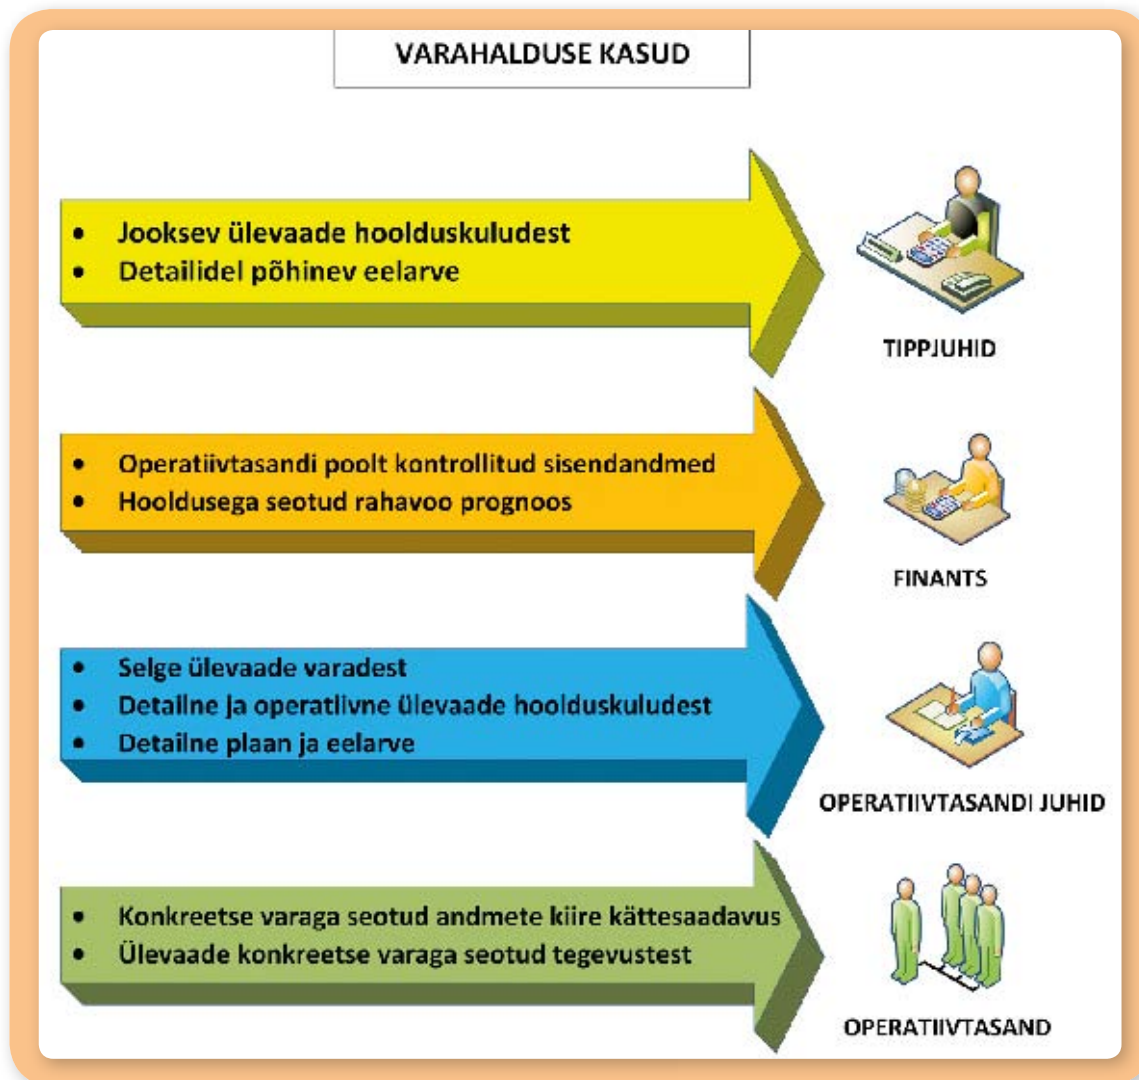 VARAHALDUSE KASUD
• Jooksev ülevaade hoolduskuludest
• Detailidel põhinev eelarve
TIPPJUHID
• Operatiivtasandi poolt kontrollitud sisendandmed
• Hooldusega seotud rahavoo prognoos
FINANTS
• Selge ülevaade varadest
• Detailne ja operatiivne ülevaade hoolduskuludest
• Detailne plaan ja eelarve
OPERATIIVTASANDI JUHID
• Konkreetse varaga seotud andmete kiire kättesaadavus
• Ülevaade konkreetse varaga seotud tegevustest
OPERATIIVTASAND